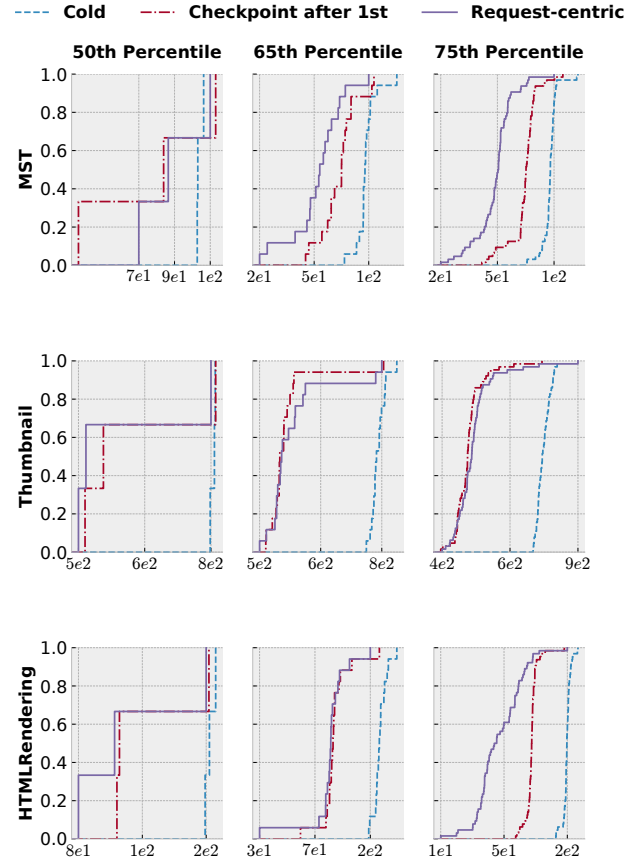 Cold Checkpoint after 1st Request-centric
50th Percentile 65th Percentile 75th Percentile
MST
1.0
0.8
0.6
0.4
0.2
0.0
7e1 9e1 1e2
2e1 5e1 1e2
2e1 5e1 1e2
Thumbnail
1.0
0.8
0.6
0.4
0.2
0.0
5e2 6e2 8e2
5e2 6e2 8e2
4e2 6e2 9e2
HTMLRendering
1.0
0.8
0.6
0.4
0.2
0.0
8e1 1e2 2e2
3e1 7e1 2e2
1e1 5e1 2e2